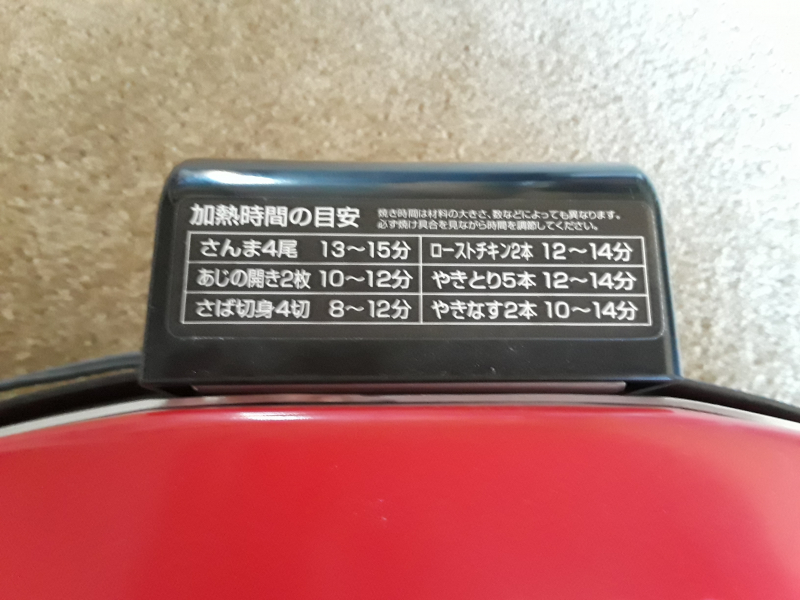 加熱時間の目安
焼き時間は材料の大きさ、数などによっても異なります。
必ず焼け具合を見ながら時間を調節してください。
さんま4尾 13〜15分 ローストチキン2本 12〜14分
あじの開き2枚 10〜12分 やきとり5本 12〜14分
さば切身4切 8〜12分 やきなす2本 10〜14分